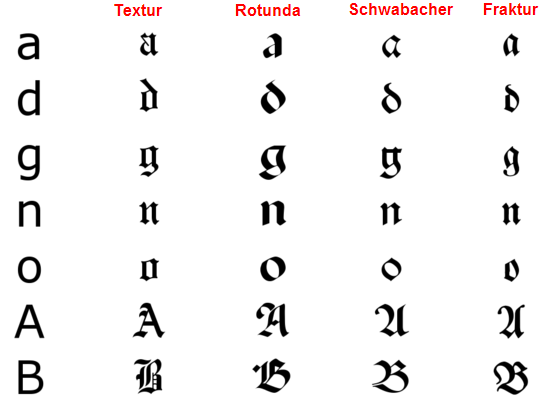 Textur Rotunda Schwabacher Fraktur
a a a a a
d d d d d
g g g g g
n n n n n
o o o o o
A A A A A
B B B B B